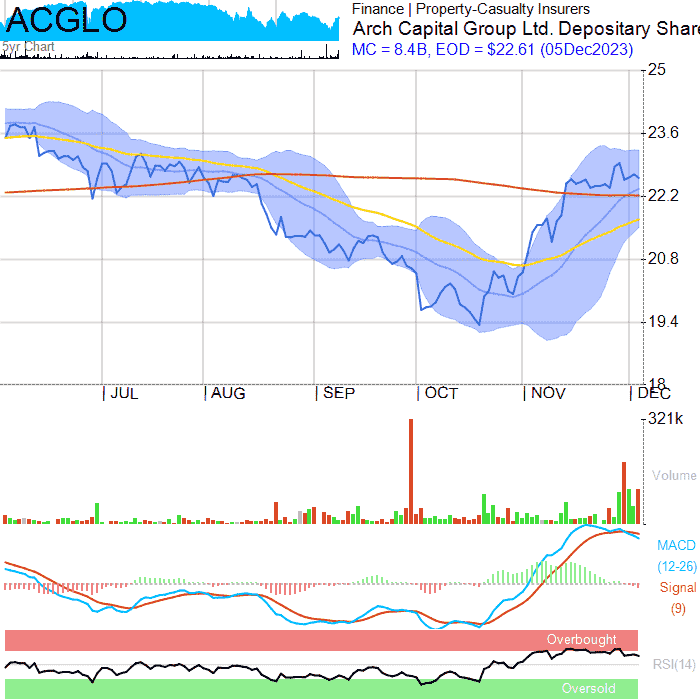 ACGLO
5yr Chart
Finance | Property-Casualty Insurers
Arch Capital Group Ltd. Depositary Share
MC = 8.4B, EOD = $22.61 (05Dec2023)
25
23.6
22.2
20.8
19.4
18
JUL AUG SEP OCT NOV DEC
321k
Volume
MACD
(12-26)
Signal
(9)
Overbought
RSI(14)
Oversold